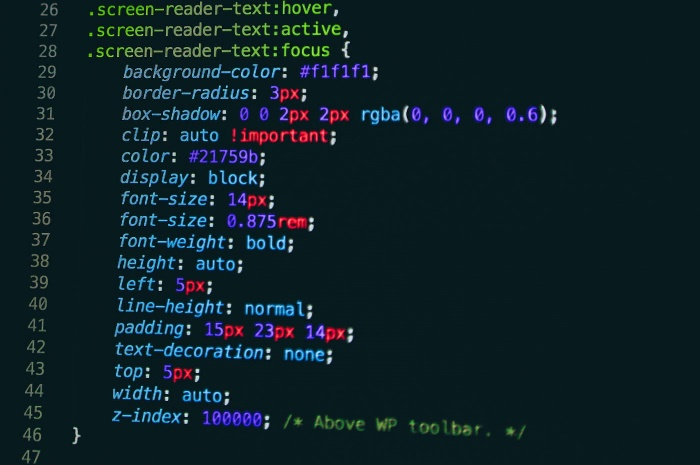 26 .screen-reader-text:hover,
27 .screen-reader-text:active,
28 .screen-reader-text:focus {
29 background-color: #f1f1f1;
30 border-radius: 3px;
31 box-shadow: 0 0 2px 2px rgba(0, 0, 0, 0.6);
32 clip: auto !important;
33 color: #21759b;
34 display: block;
35 font-size: 14px;
36 font-size: 0.875rem;
37 font-weight: bold;
38 height: auto;
39 left: 5px;
40 line-height: normal;
41 padding: 15px 23px 14px;
42 text-decoration: none;
43 top: 5px;
44 width: auto;
45 z-index: 100000; /* Above WP toolbar. */
46 }
47